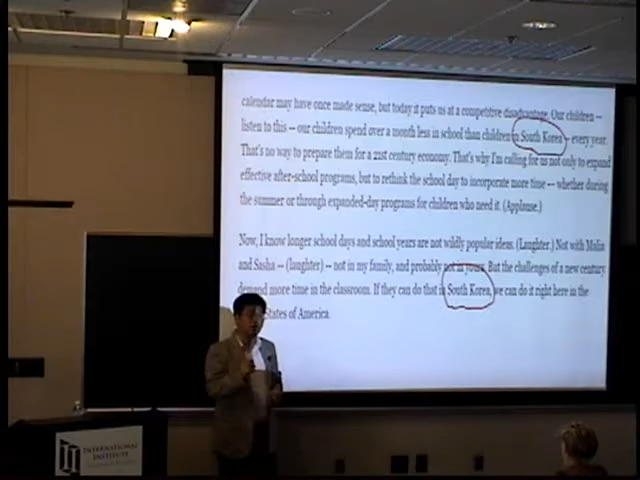 calendar may have once made sense, but today it puts us at a competitive disadvantage. Our children --
listen to this -- our children spend over a month less in school than children in South Korea -- every year.
That's no way to prepare them for a 21st century economy. That's why I'm calling for us not only to expand
effective after-school programs, but to rethink the school day to incorporate more time -- whether during
the summer or through expanded-day programs for children who need it. (Applause.)
Now, I know longer school days and school years are not wildly popular ideas. (Laughter.) Not with Malia
and Sasha -- (laughter) -- not in my family, and probably not in yours. But the challenges of a new century
demand more time in the classroom. If they can do that in South Korea, we can do it right here in the
States of America.
INTERNATIONAL
INSTITUTE